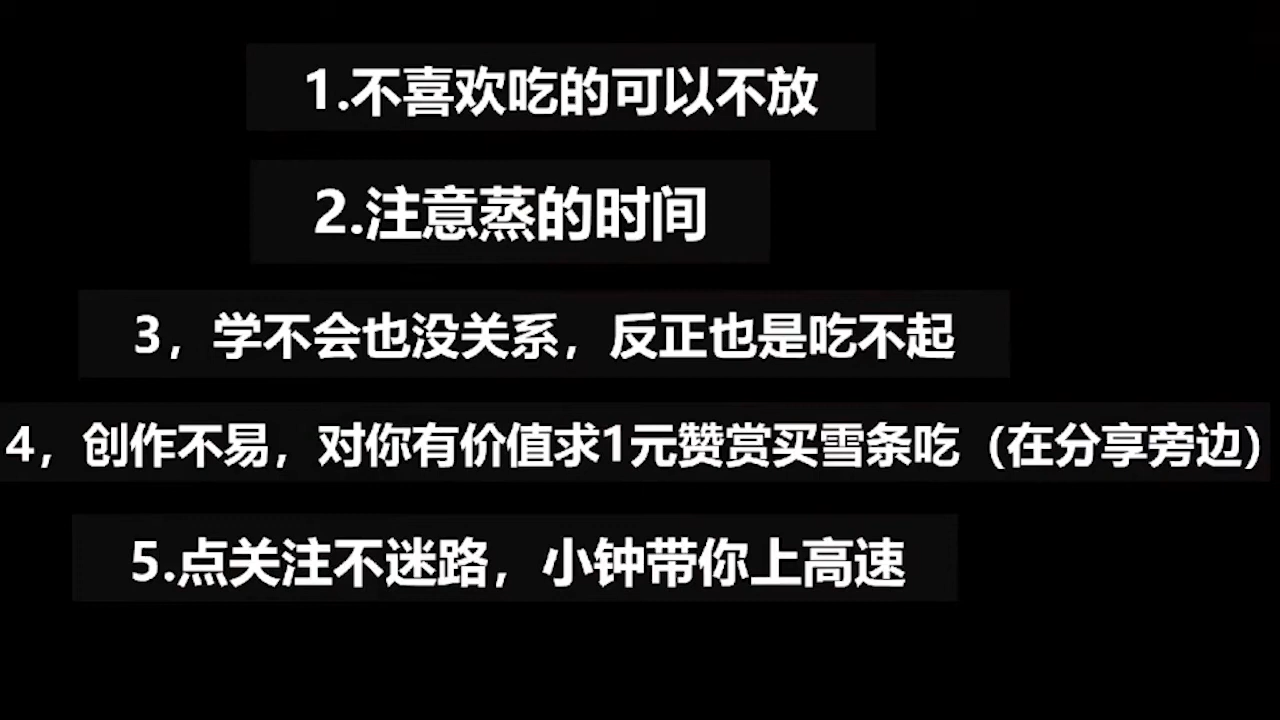 1.不喜欢吃的可以不放
2.注意蒸的时间
3，学不会也没关系，反正也是吃不起
4，创作不易，对你有价值求1元赞赏买雪条吃（在分享旁边）
5.点关注不迷路，小钟带你上高速